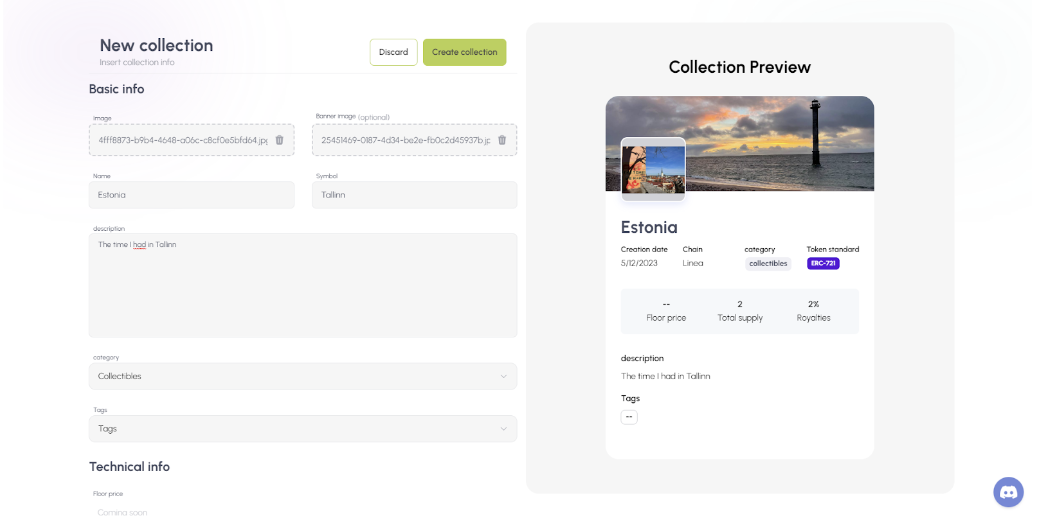 New collection
Insert collection info
Discard
Create collection
Basic info
Image
4fff8873-b9b4-4648-a06c-c8cf0e5bfd64.jpg
Banner image (optional)
25451469-0187-4d34-be2e-fb0c2d45937b.jp
Name
Estonia
Symbol
Tallinn
description
The time I had in Tallinn
category
Collectibles
Tags
Tags
Technical info
Floor price
Coming soon
Collection Preview
Estonia
Creation date
5/12/2023
Chain
Linea
category
collectibles
Token standard
ERC-721
--
Floor price
2
Total supply
2%
Royalties
description
The time I had in Tallinn
Tags
--